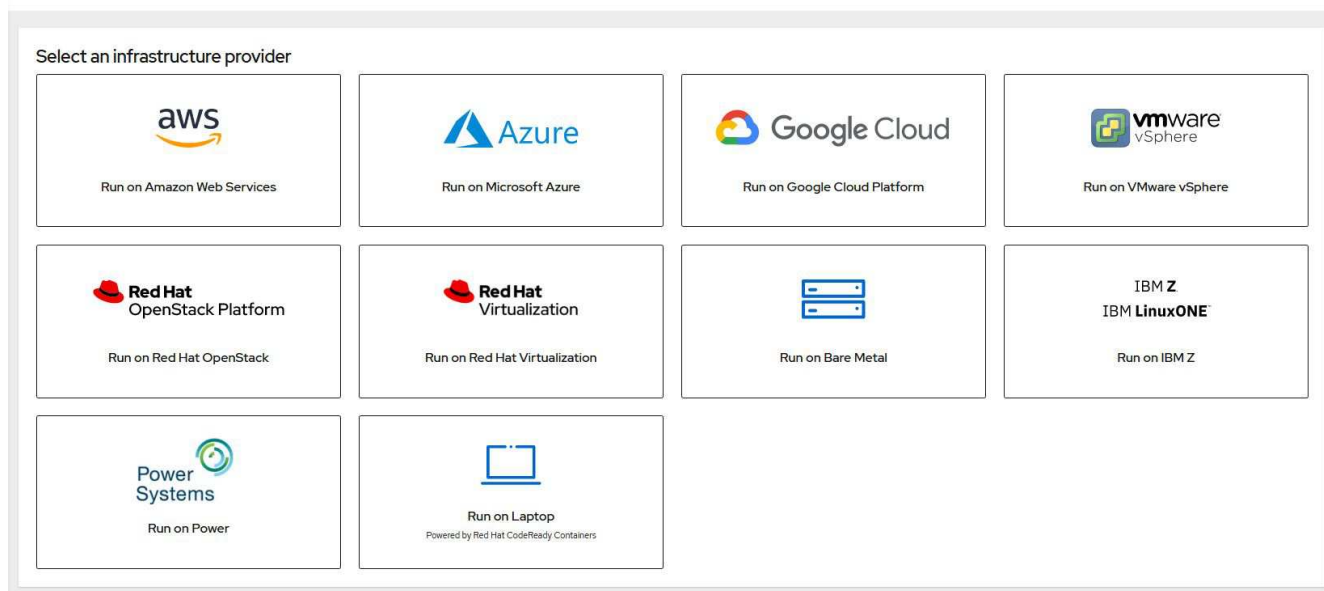 Select an infrastructure provider
aws
Run on Amazon Web Services
Azure
Run on Microsoft Azure
Google Cloud
Run on Google Cloud Platform
vmware
vSphere
Run on VMware vSphere
Red Hat
OpenStack Platform
Run on Red Hat OpenStack
Red Hat
Virtualization
Run on Red Hat Virtualization
Run on Bare Metal
IBM Z
IBM LinuxONE™
Run on IBM Z
Power
Systems
Run on Power
Run on Laptop
Powered by Red Hat CodeReady Containers